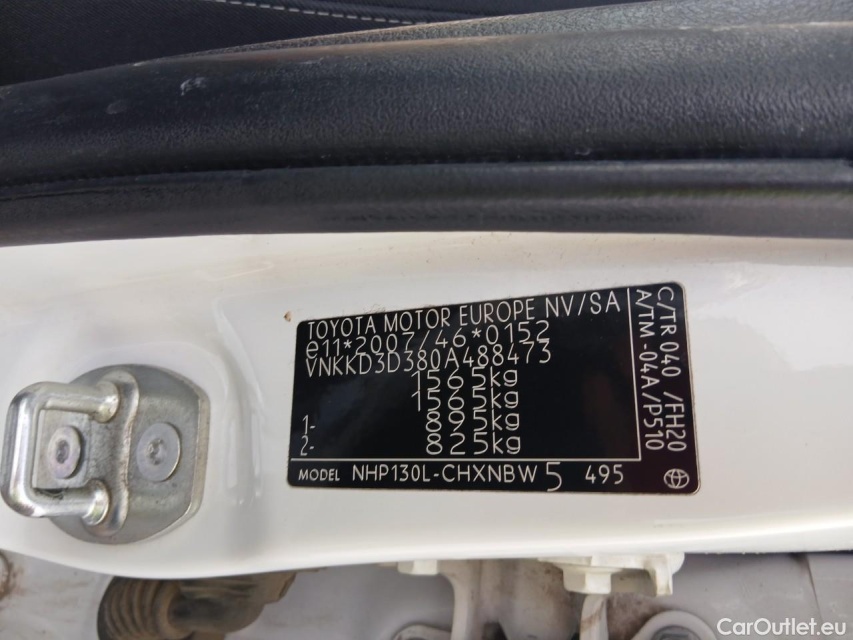 TOYOTA MOTOR EUROPE NV/SA
e11*2007/46*0152
VNKKD3D380A488473
1565kg
1565kg
1- 895kg
2- 825kg
MODEL NHP130L-CHXNBW 5 495
C/TR 040 /FH20
A/TM -04A/P510
CarOutlet.eu